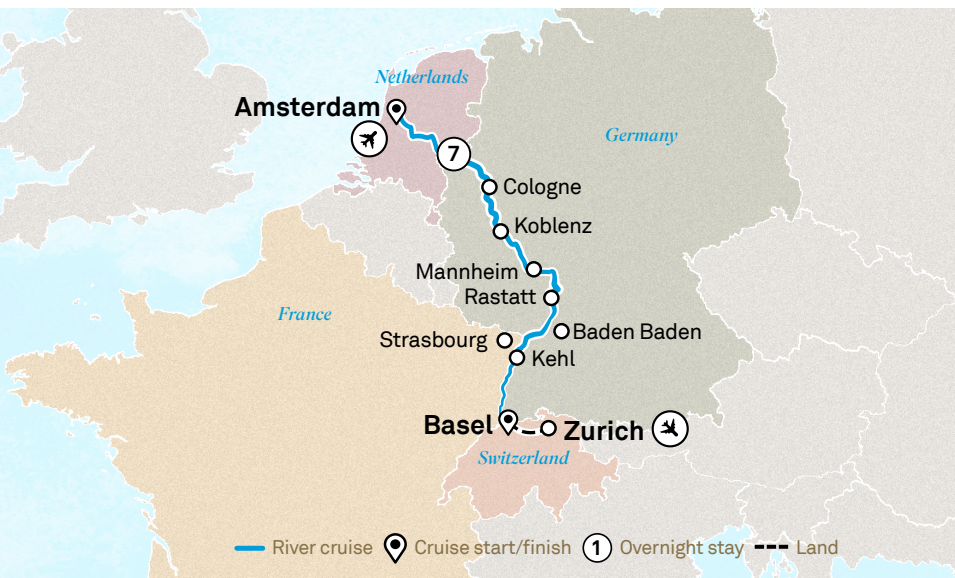 Netherlands
Amsterdam
Germany
7
Cologne
Koblenz
Mannheim
Rastatt
France
Strasbourg
Baden Baden
Kehl
Basel
Zurich
Switzerland
River cruise Cruise start/finish 1 Overnight stay Land